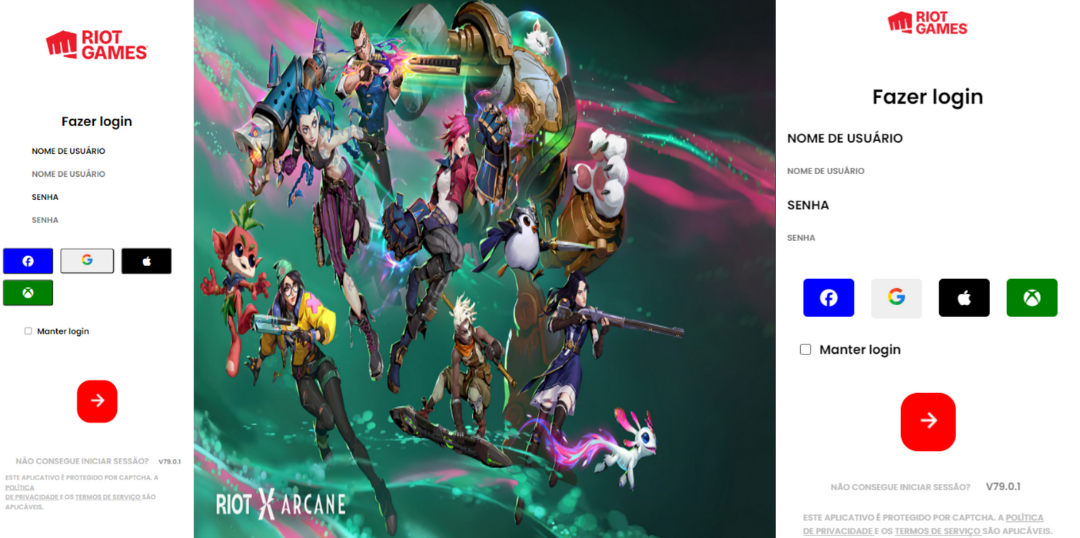 RIOT
GAMES
Fazer login
NOME DE USUÁRIO
NOME DE USUÁRIO
SENHA
SENHA
Manter login
NÃO CONSEGUE INICIAR SESSÃO? V79.0.1
ESTE APLICATIVO É PROTEGIDO POR CAPTCHA. A
POLÍTICA
DE PRIVACIDADE E OS TERMOS DE SERVIÇO SÃO
APLICÁVEIS.
RIOT X ARCANE
RIOT
GAMES
Fazer login
NOME DE USUÁRIO
NOME DE USUÁRIO
SENHA
SENHA
Manter login
NÃO CONSEGUE INICIAR SESSÃO? V79.0.1
ESTE APLICATIVO É PROTEGIDO POR CAPTCHA. A POLÍTICA
DE PRIVACIDADE E OS TERMOS DE SERVIÇO SÃO APLICÁVEIS.